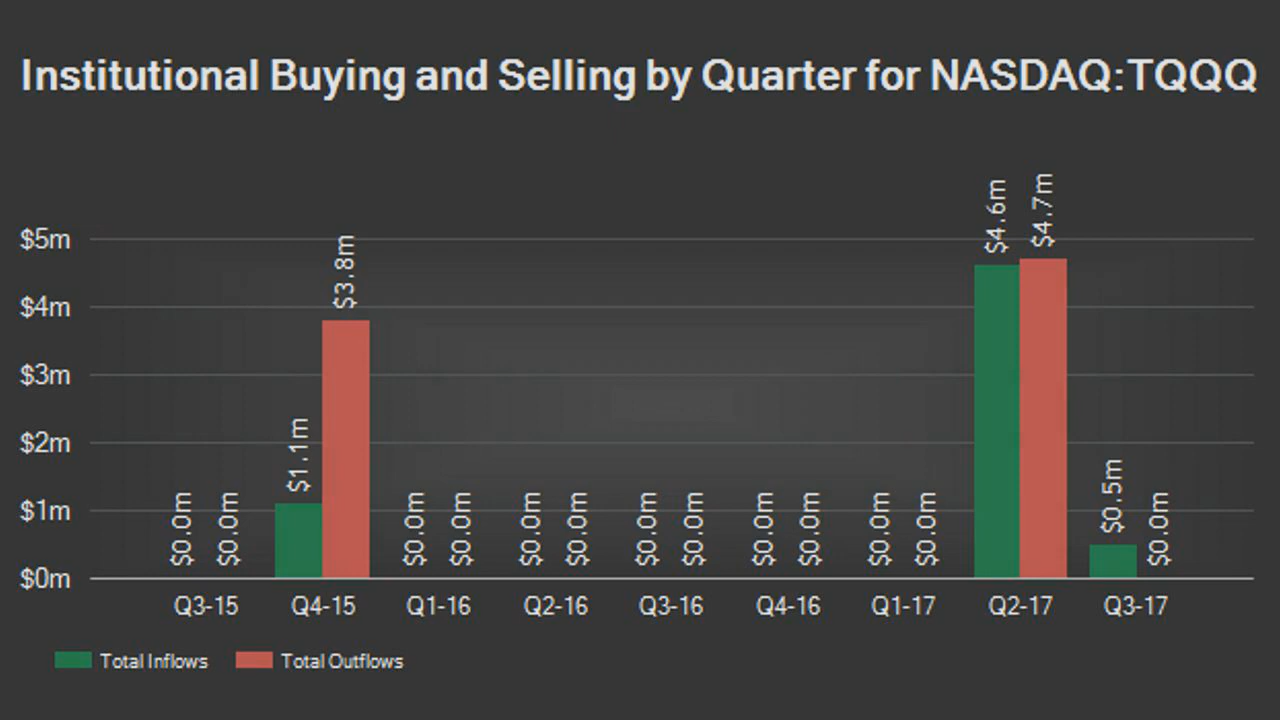 Institutional Buying and Selling by Quarter for NASDAQ:TQQQ
$5m
$4m
$3m
$2m
$1m
$0m
$0.0m $0.0m $1.1m $3.8m $0.0m $0.0m $0.0m $0.0m $0.0m $0.0m $0.0m $0.0m $0.0m $0.0m $4.6m $4.7m $0.5m $0.0m
Q3-15 Q4-15 Q1-16 Q2-16 Q3-16 Q4-16 Q1-17 Q2-17 Q3-17
Total Inflows Total Outflows